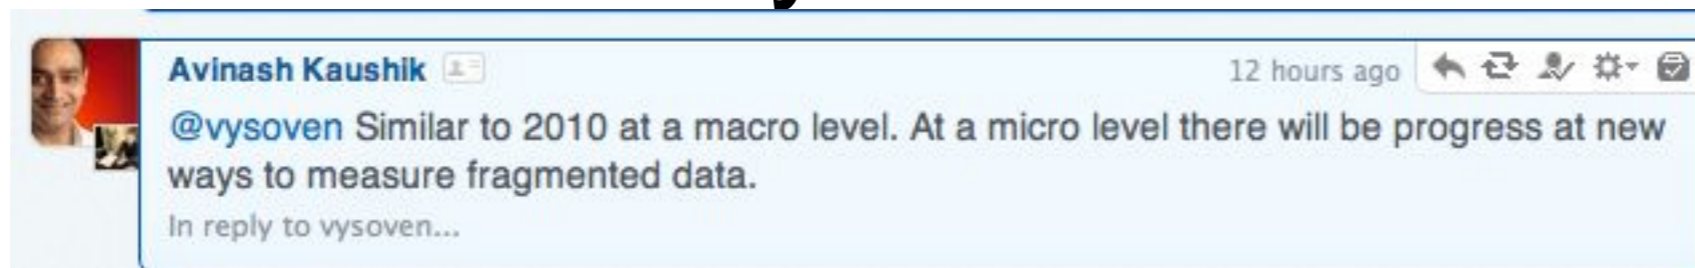 Avinash Kaushik
12 hours ago
@vysoven Similar to 2010 at a macro level. At a micro level there will be progress at new
ways to measure fragmented data.
In reply to vysoven...